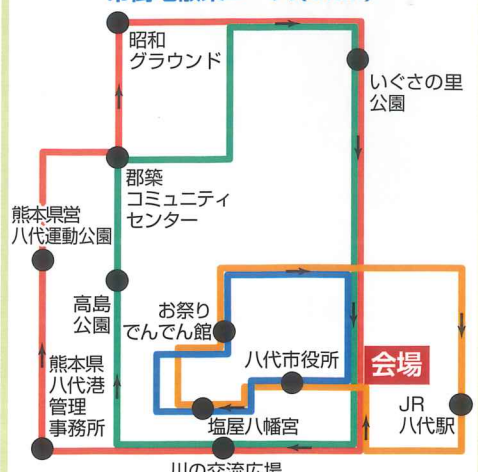 昭和
グラウンド
いぐさの里
公園
郡築
コミュニティ
センター
熊本県営
八代運動公園
高島
公園
お祭り
でんでん館
八代市役所
会場
熊本県
八代港
管理
事務所
塩屋八幡宮
JR
八代駅
川の交流広場